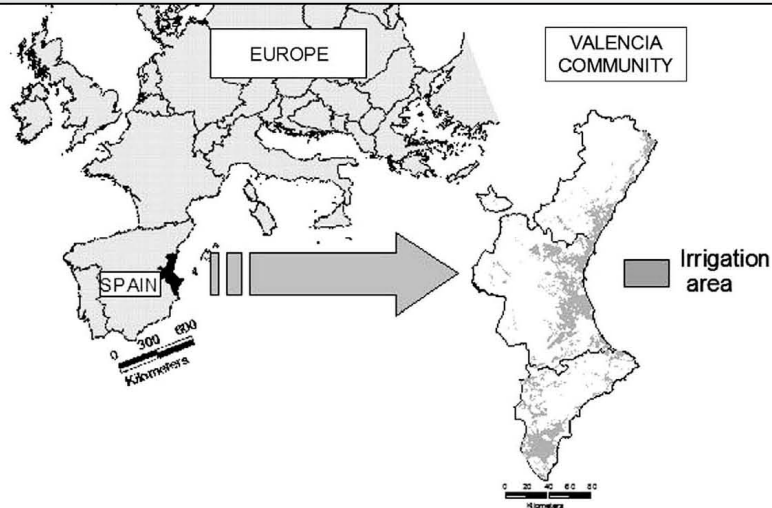 EUROPE
VALENCIA
COMMUNITY
SPAIN
Irrigation
area
0 300 600
Kilometers
0 20 40 60 80
Kilometers